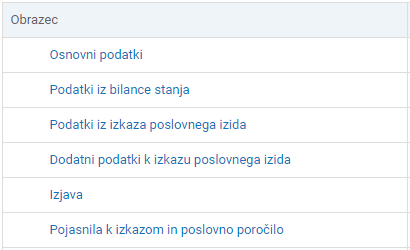 Obrazec
Osnovni podatki
Podatki iz bilance stanja
Podatki iz izkaza poslovnega izida
Dodatni podatki k izkazu poslovnega izida
Izjava
Pojasnila k izkazom in poslovno poročilo